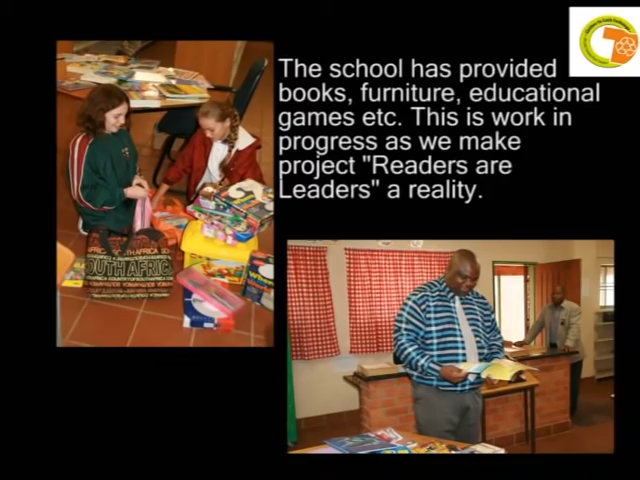 The school has provided
books, furniture, educational
games etc. This is work in
progress as we make
project "Readers are
Leaders" a reality.
SOUTH AFRICA